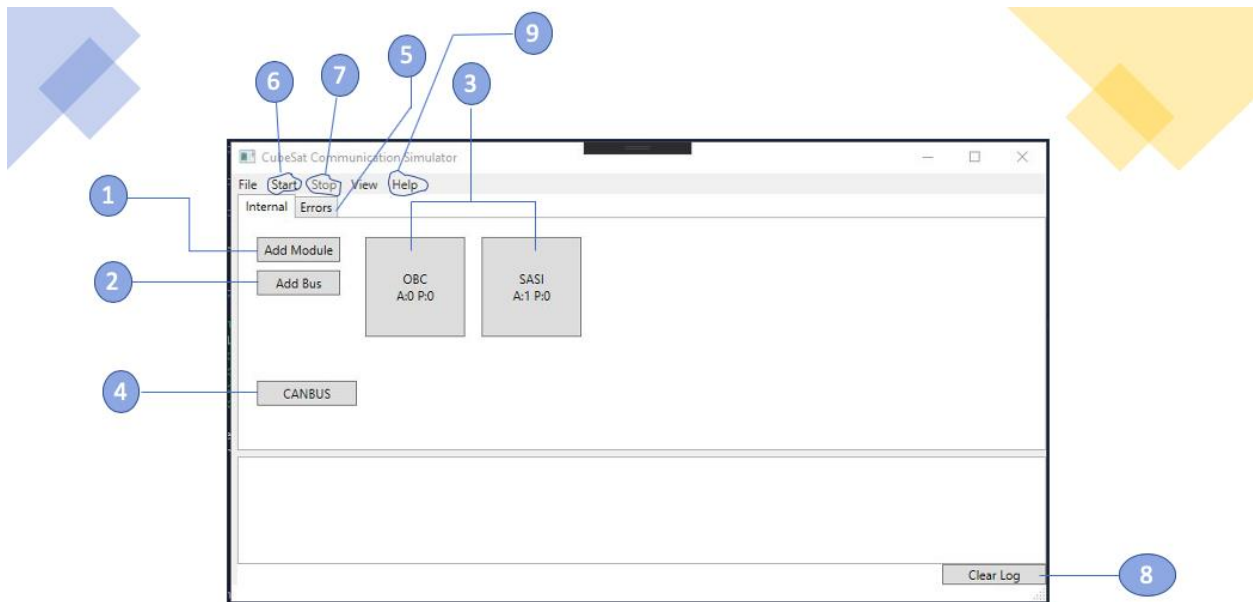 9
5
6
7
3
CubeSat Communication Simulator
File Start Stop View Help
1
Internal Errors
Add Module
2
Add Bus
OBC
A:0 P:0
SASI
A:1 P:0
4
CANBUS
Clear Log
8